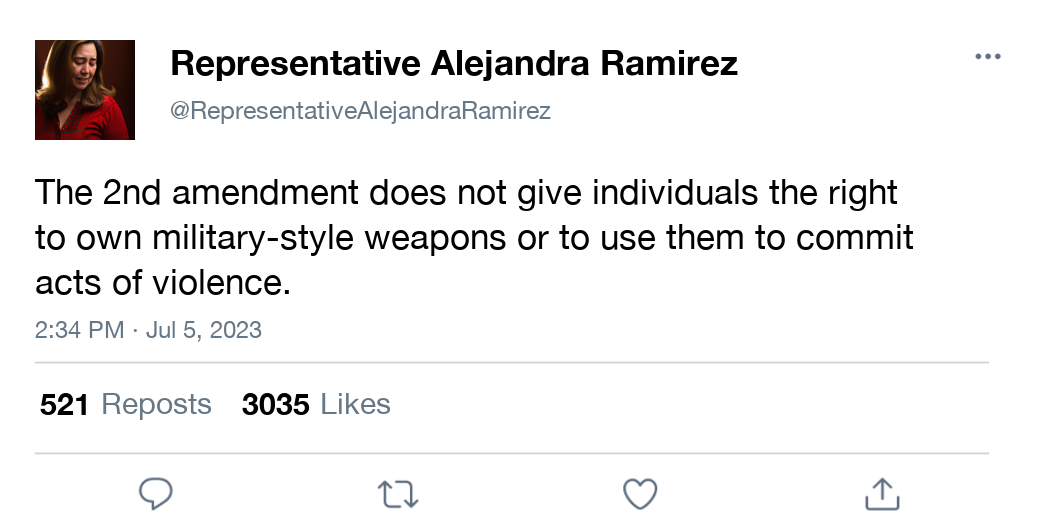 Representative Alejandra Ramirez
@RepresentativeAlejandraRamirez
The 2nd amendment does not give individuals the right
to own military-style weapons or to use them to commit
acts of violence.
2:34 PM · Jul 5, 2023
521 Reposts 3035 Likes